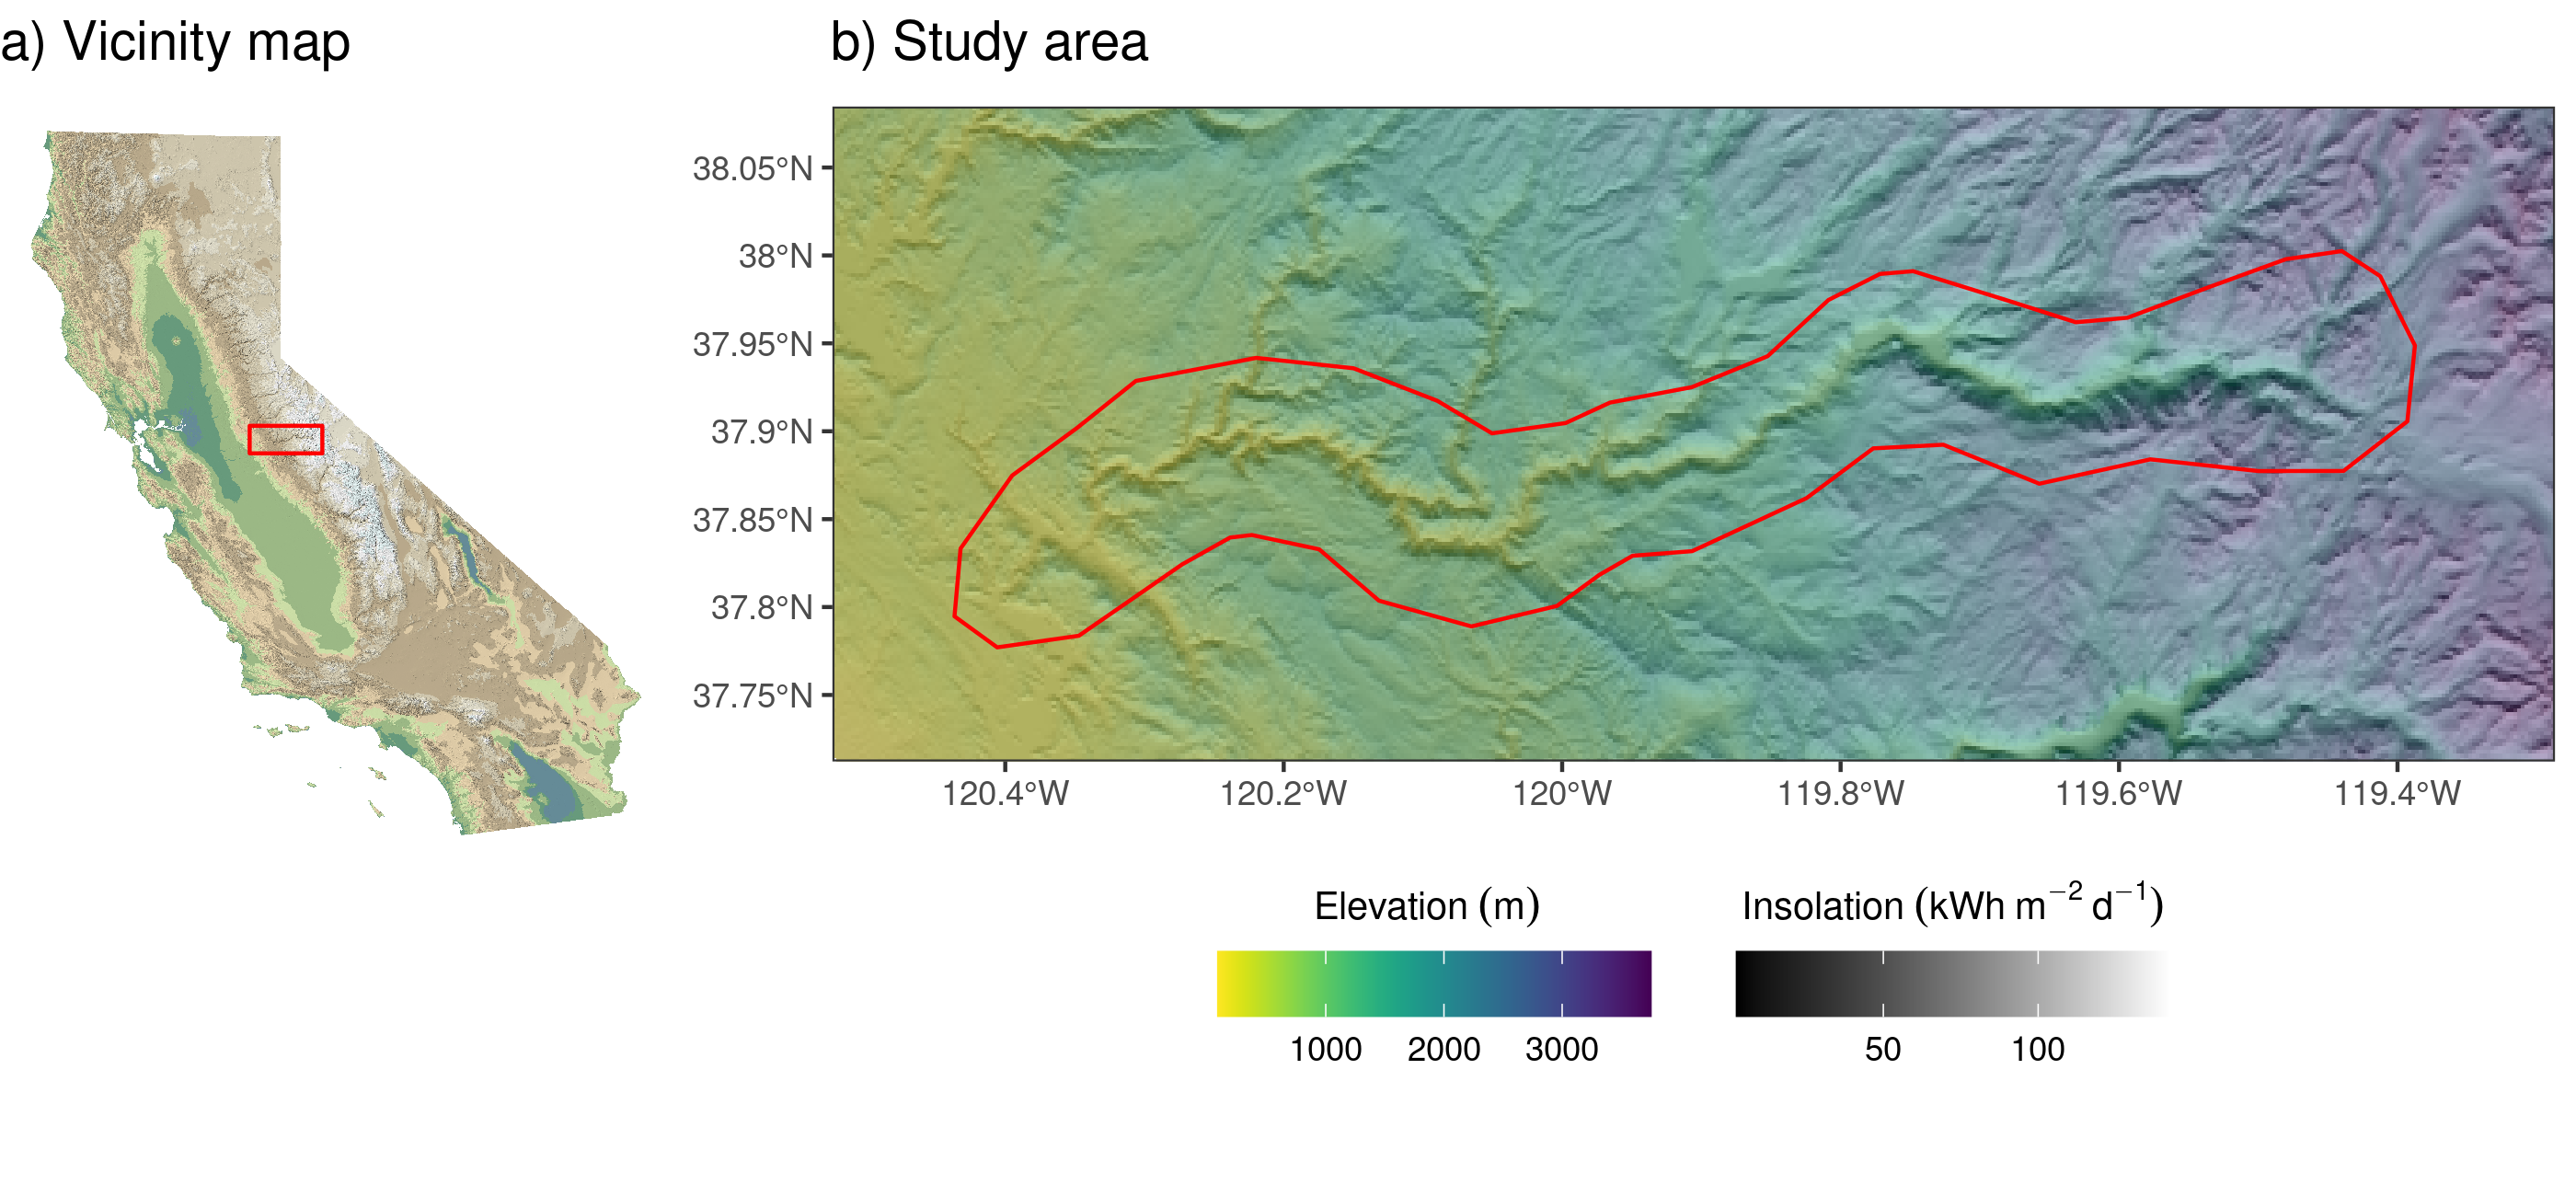 a) Vicinity map
b) Study area
38.05°N
38°N
37.95°N
37.9°N
37.85°N
37.8°N
37.75°N
120.4°W 120.2°W 120°W 119.8°W 119.6°W 119.4°W
Elevation (m)
1000 2000 3000
Insolation (kWh m⁻² d⁻¹)
50 100